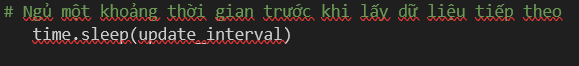 # Ngủ một khoảng thời gian trước khi lấy dữ liệu tiếp theo
time.sleep(update_interval)